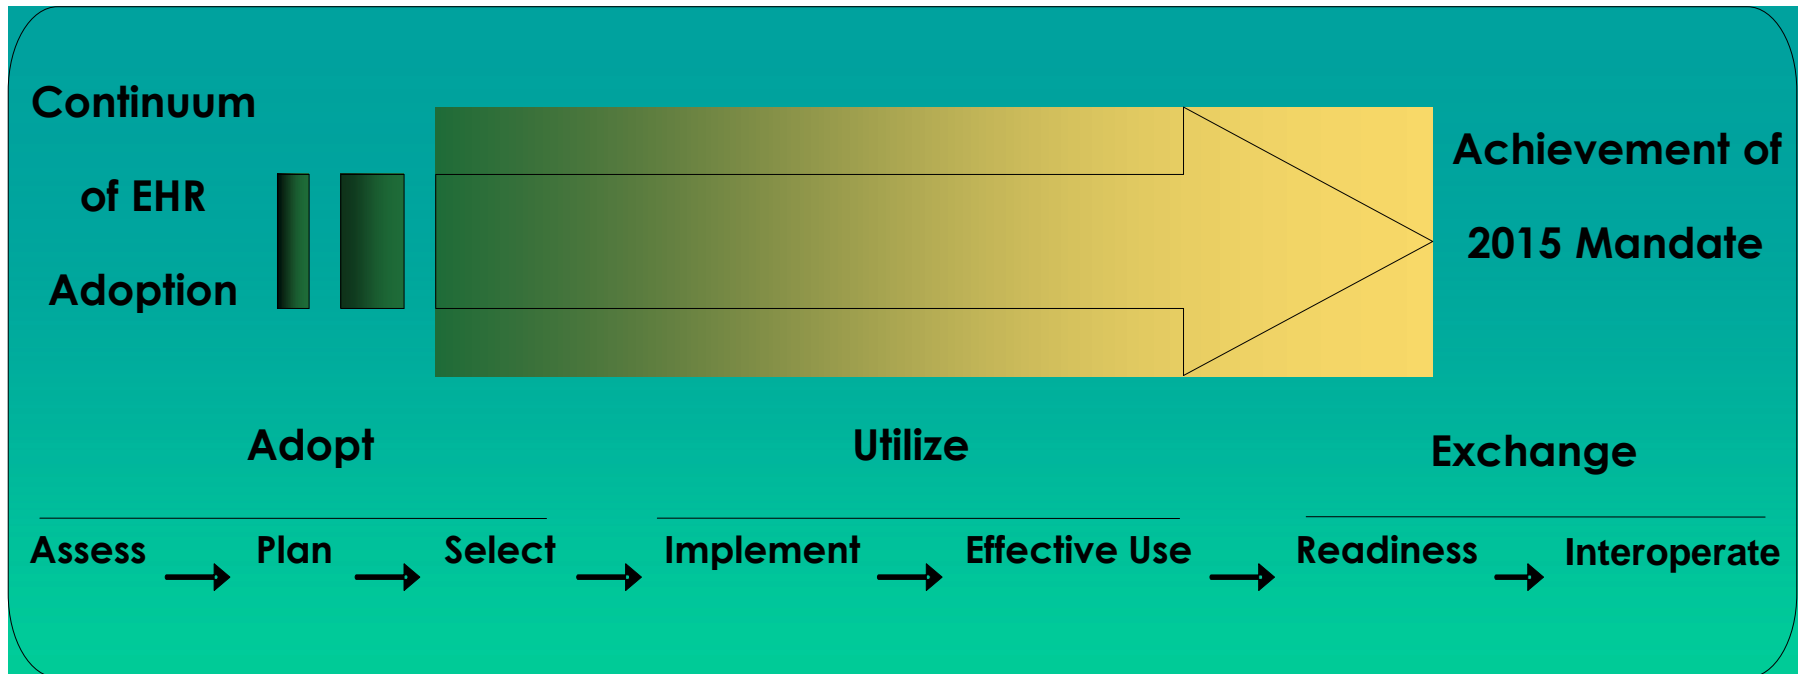 Continuum
of EHR
Adoption
Achievement of
2015 Mandate
Adopt
Utilize
Exchange
Assess
Plan
Select
Implement
Effective Use
Readiness
Interoperate